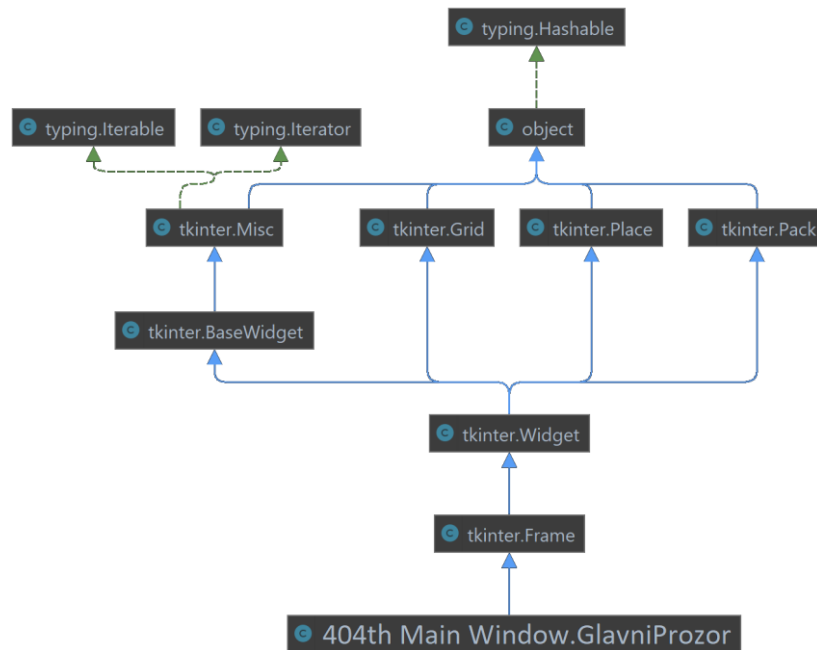 typing.Hashable
typing.Iterable
typing.Iterator
object
tkinter.Misc
tkinter.Grid
tkinter.Place
tkinter.Pack
tkinter.BaseWidget
tkinter.Widget
tkinter.Frame
404th Main Window.GlavniProzor